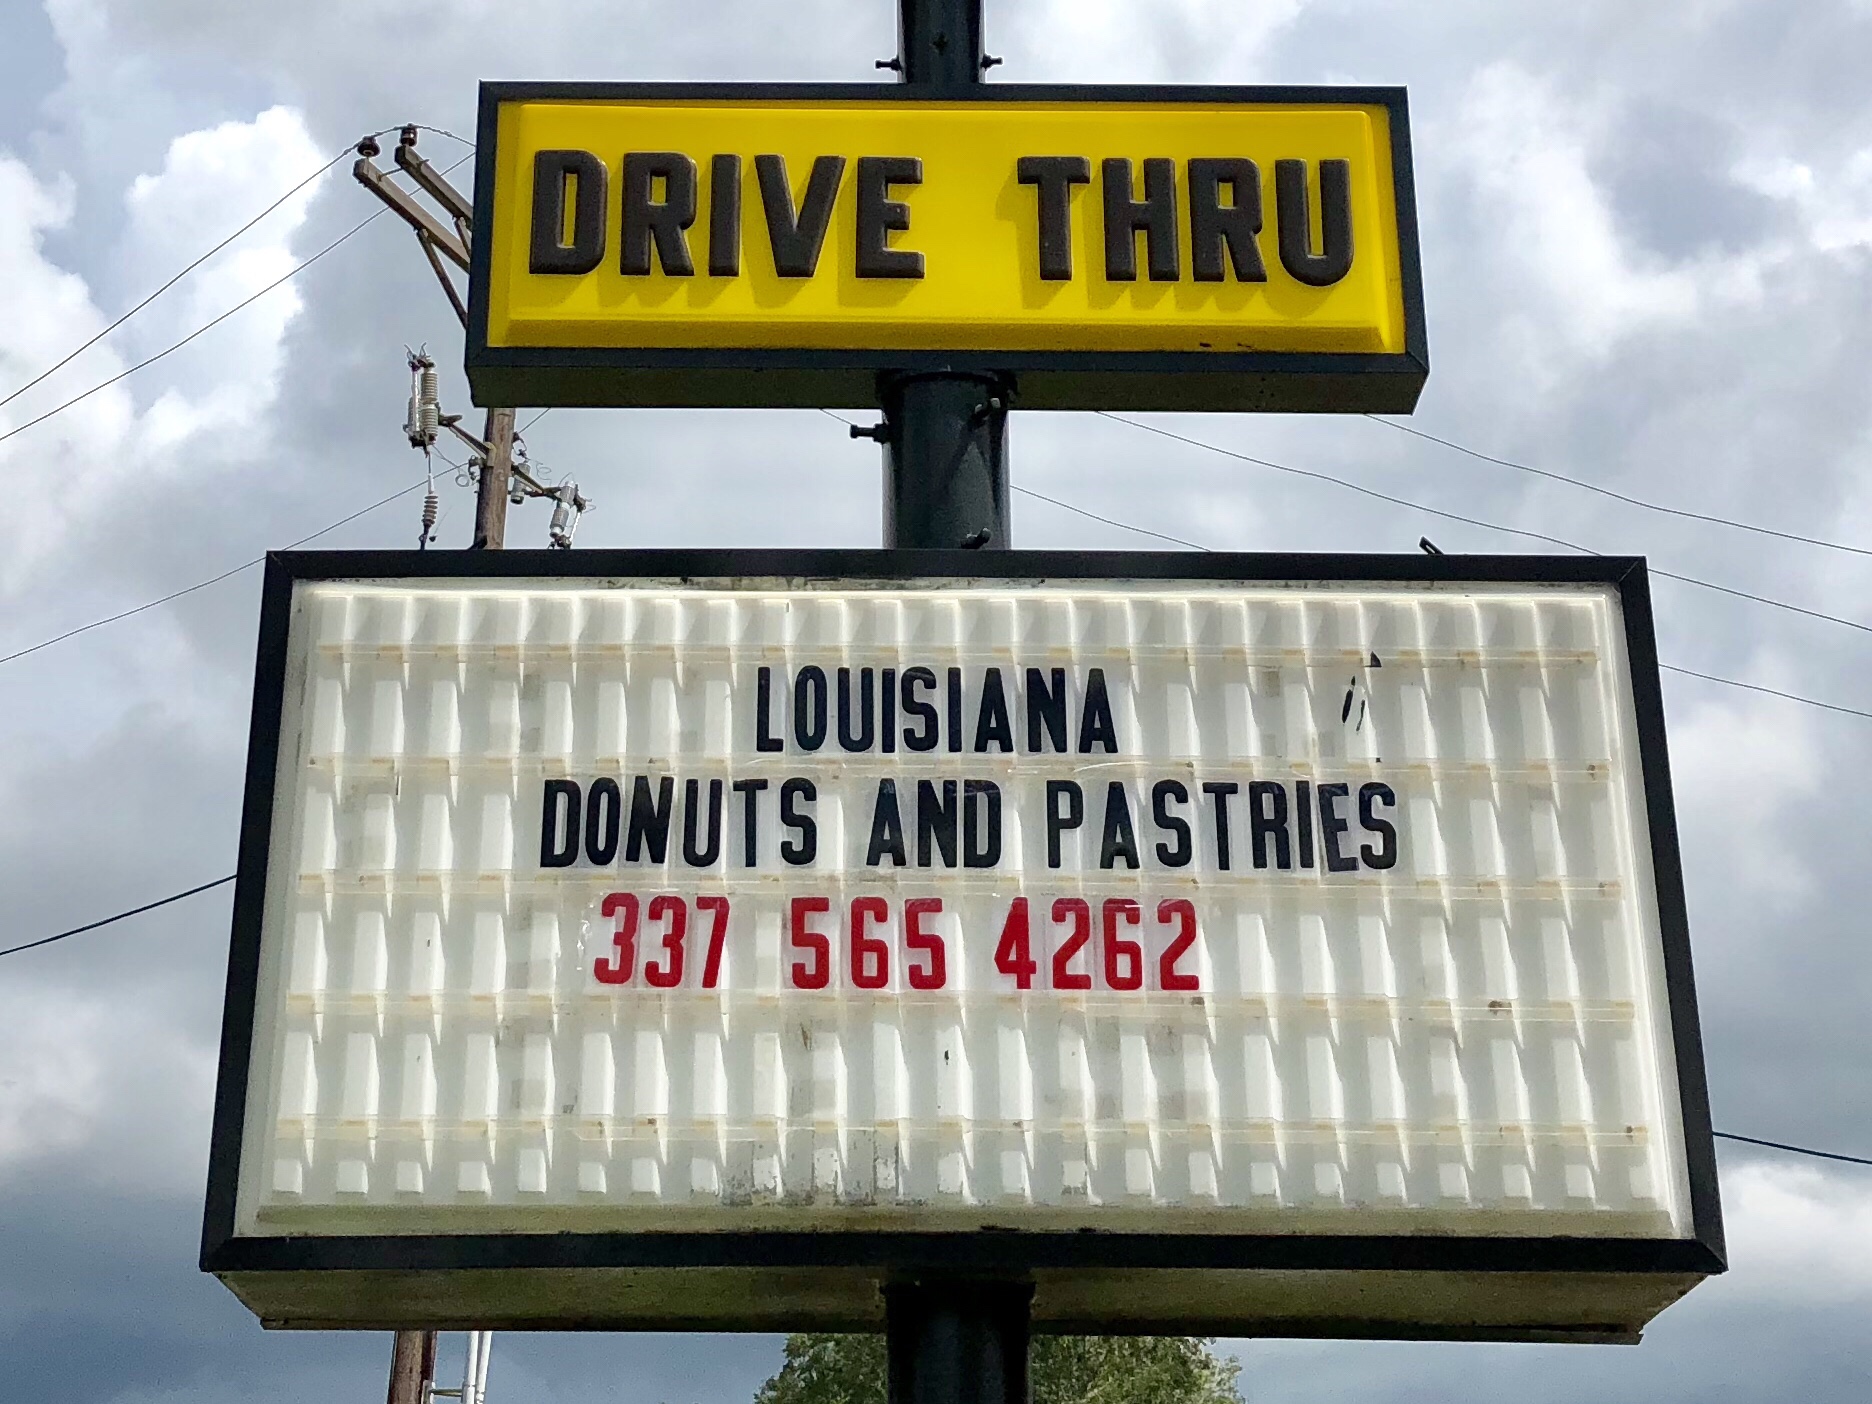 DRIVE THRU
LOUISIANA
DONUTS AND PASTRIES
337 565 4262